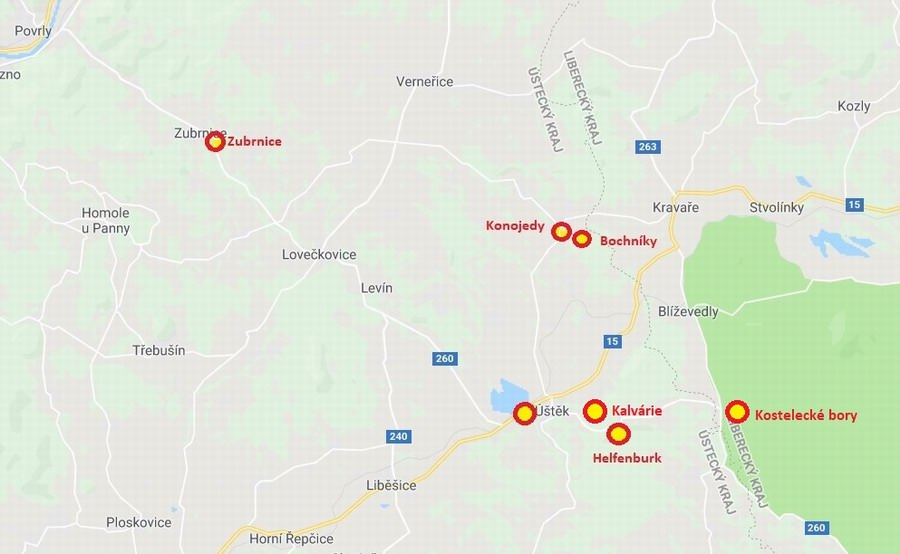 Povrly
zno
Verneřice
ÚSTECKÝ KRAJ
LIBERECKÝ KRAJ
Kozly
Zubrnice
Zubrnice
263
15
Homole
u Panny
Kravaře
Stvolínky
Konojedy
Bochníky
Lovečkovice
Levín
Blíževedly
Třebušín
15
260
Úštěk
Kalvárie
Kostelecké bory
Helfenburk
240
ÚSTECKÝ KRAJ
LIBERECKÝ KRAJ
Liběšice
Ploskovice
Horní Řepčice
260